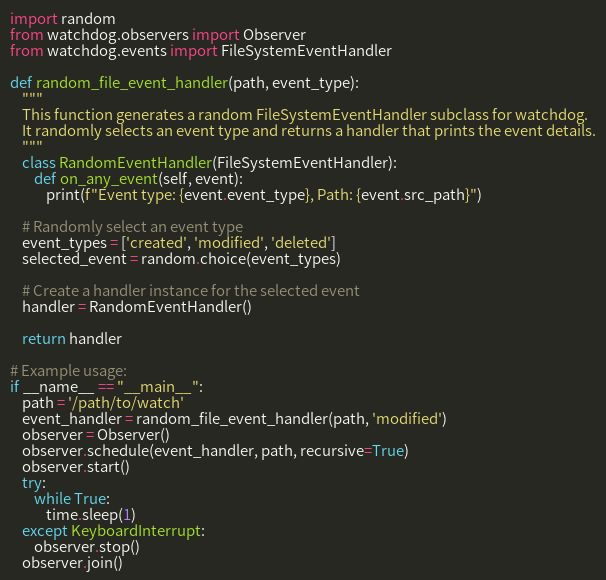 import random
from watchdog.observers import Observer
from watchdog.events import FileSystemEventHandler

def random_file_event_handler(path, event_type):
    """
    This function generates a random FileSystemEventHandler subclass for watchdog.
    It randomly selects an event type and returns a handler that prints the event details.
    """
    class RandomEventHandler(FileSystemEventHandler):
        def on_any_event(self, event):
            print(f"Event type: {event.event_type}, Path: {event.src_path}")

    # Randomly select an event type
    event_types = ['created', 'modified', 'deleted']
    selected_event = random.choice(event_types)

    # Create a handler instance for the selected event
    handler = RandomEventHandler()

    return handler

# Example usage:
if __name__ == "__main__":
    path = '/path/to/watch'
    event_handler = random_file_event_handler(path, 'modified')
    observer = Observer()
    observer.schedule(event_handler, path, recursive=True)
    observer.start()
    try:
        while True:
            time.sleep(1)
    except KeyboardInterrupt:
        observer.stop()
    observer.join()